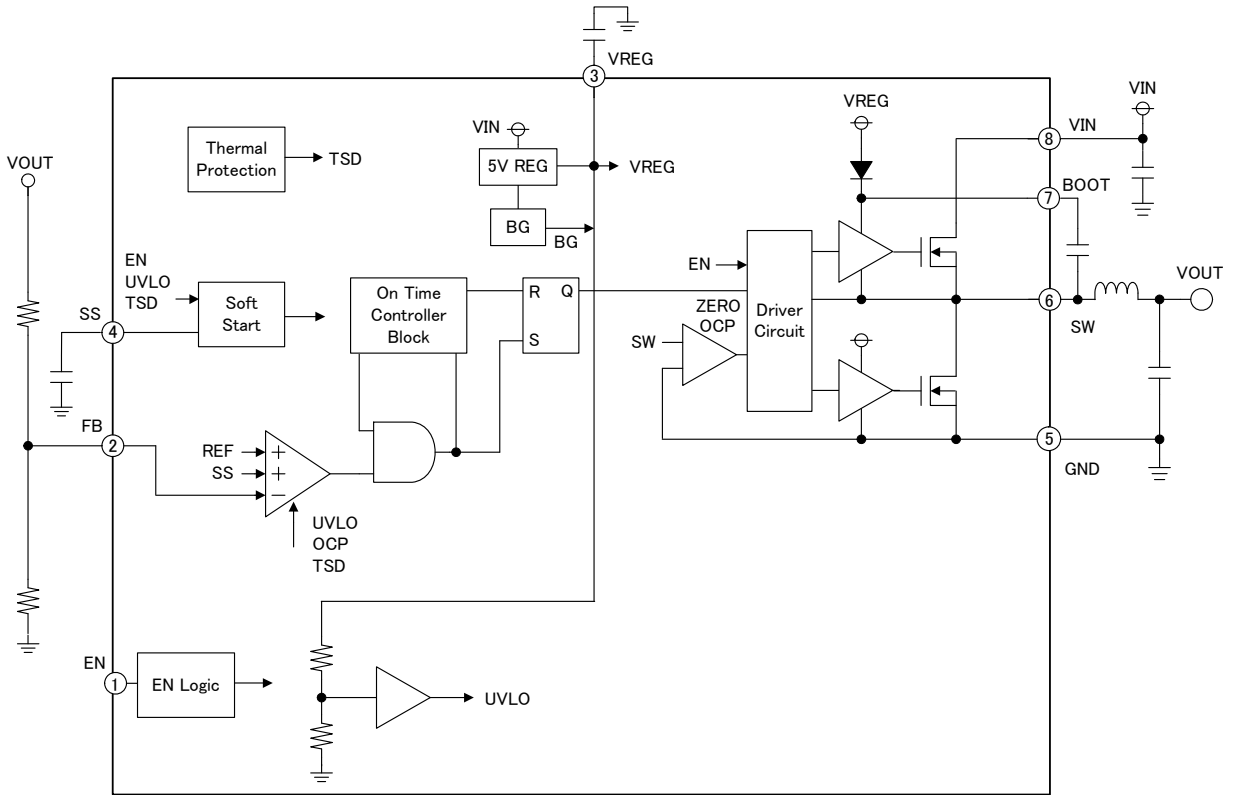 VREG
3
VIN
VREG
VIN
8
Thermal
Protection
TSD
VIN
5V REG
VREG
VOUT
BOOT
7
BG
BG
EN
UVLO
TSD
SS
4
Soft
Start
On Time
Controller
Block
R
Q
S
EN
ZERO
OCP
SW
Driver
Circuit
6
SW
VOUT
FB
2
REF
SS
+
+
−
UVLO
OCP
TSD
5
GND
EN
1
EN Logic
UVLO